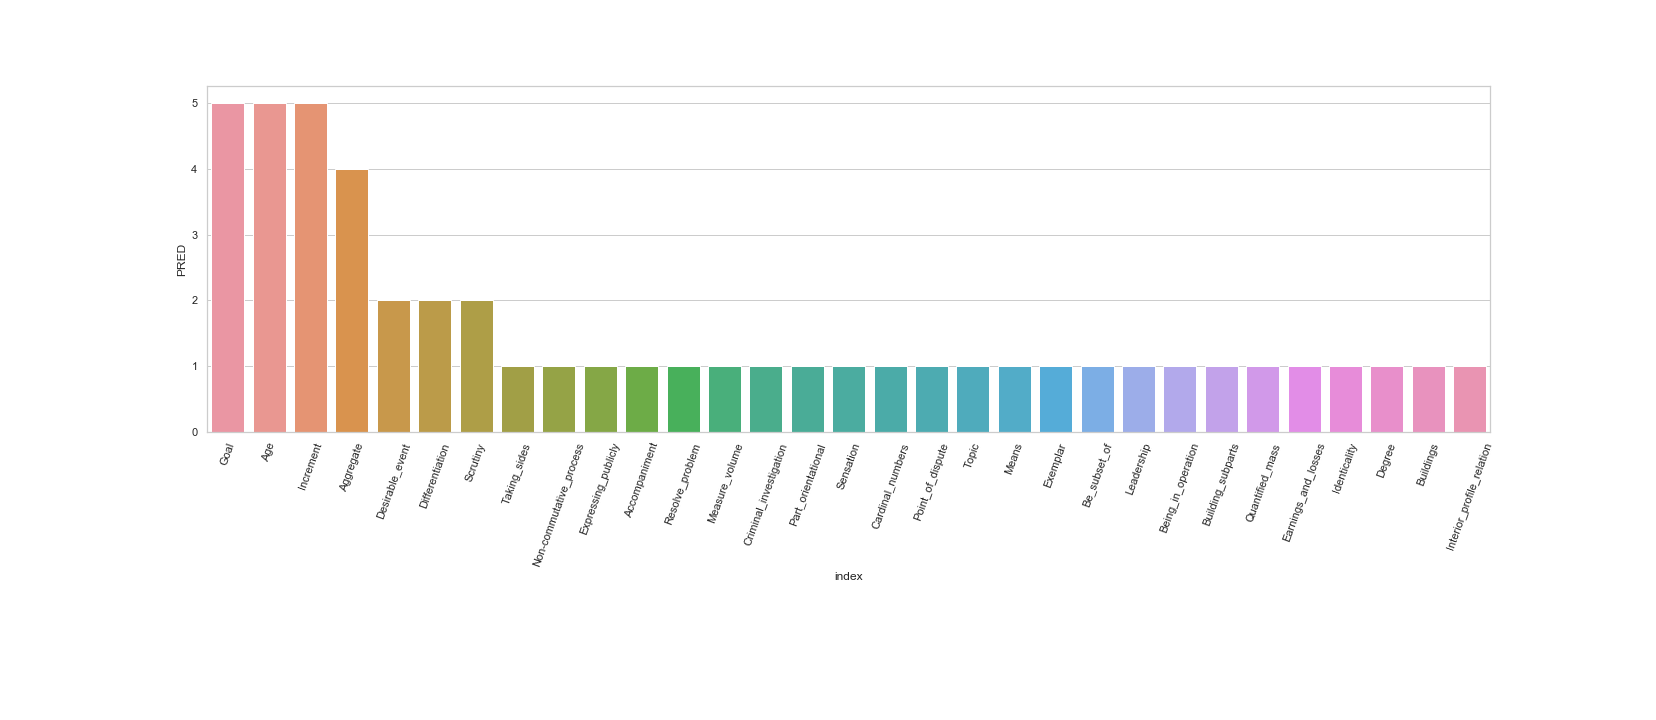 5
4
3
2
1
0
PRED
Goal
Age
Increment
Aggregate
Desirable_event
Differentiation
Scrutiny
Taking_sides
Non-commutative_process
Expressing_publicly
Accompaniment
Resolve_problem
Measure_volume
Criminal_investigation
Part_orientational
Sensation
Cardinal_numbers
Point_of_dispute
Topic
Means
Exemplar
Be_subset_of
Leadership
Being_in_operation
Building_subparts
Quantified_mass
Earnings_and_losses
Identicality
Degree
Buildings
Interior_profile_relation
index